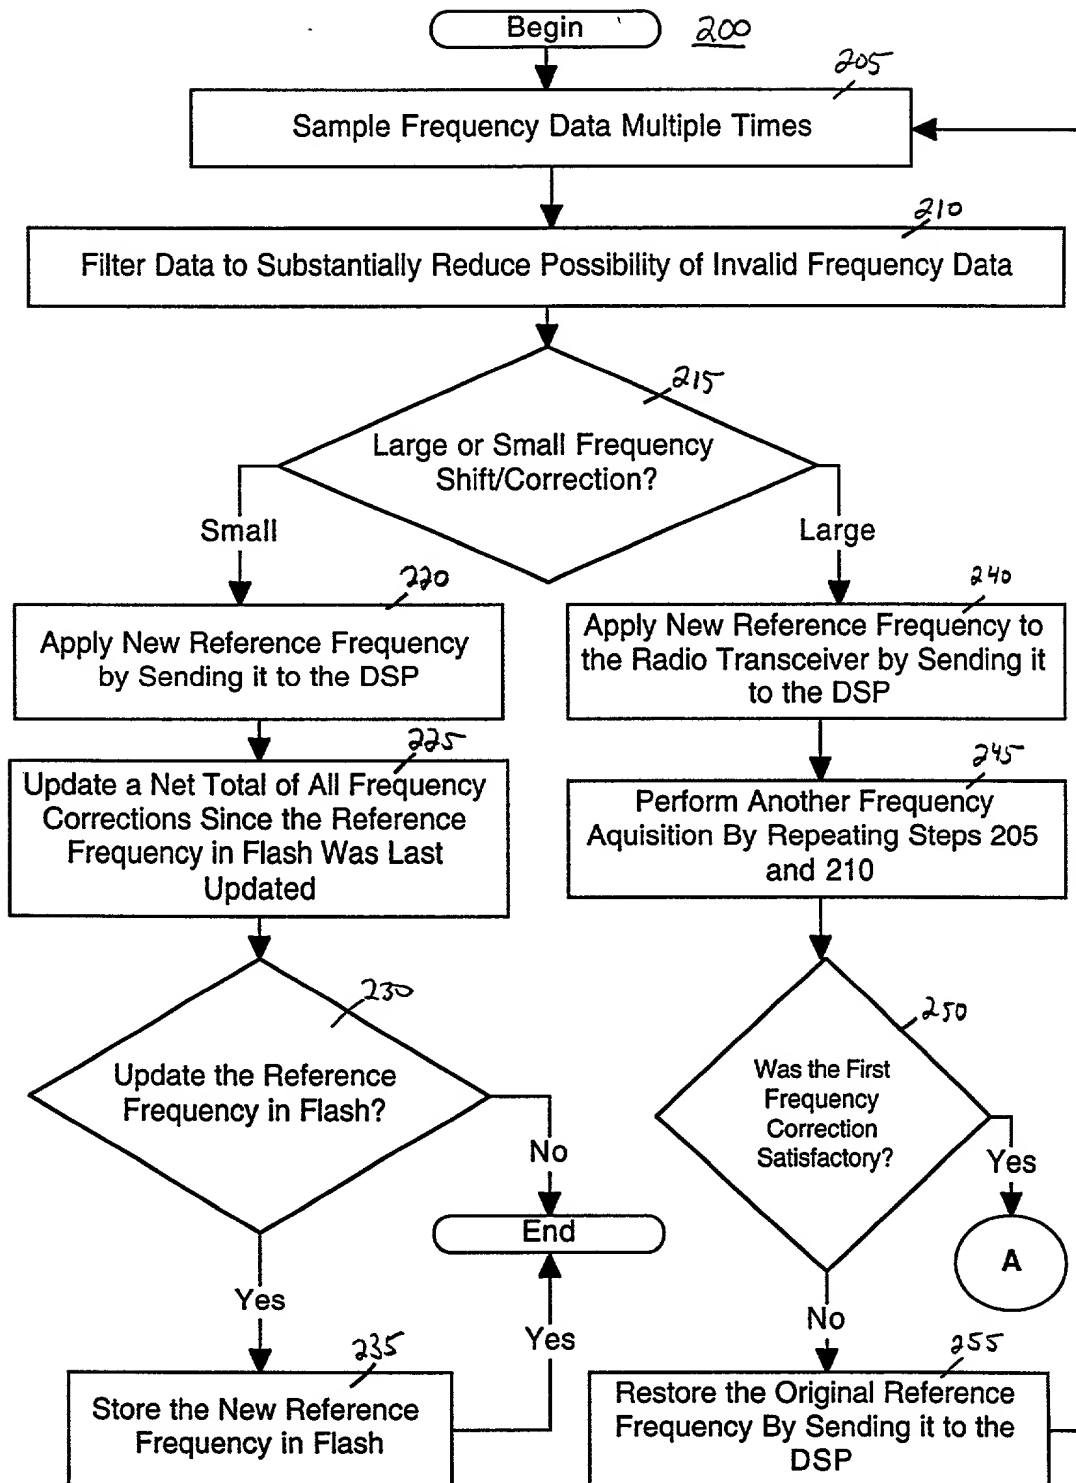 Begin
200
205
Sample Frequency Data Multiple Times
210
Filter Data to Substantially Reduce Possibility of Invalid Frequency Data
215
Large or Small Frequency
Shift/Correction?
Small
Large
220
Apply New Reference Frequency
by Sending it to the DSP
240
Apply New Reference Frequency to
the Radio Transceiver by Sending it
to the DSP
225
Update a Net Total of All Frequency
Corrections Since the Reference
Frequency in Flash Was Last
Updated
245
Perform Another Frequency
Aquisition By Repeating Steps 205
and 210
230
Update the Reference
Frequency in Flash?
No
End
250
Was the First
Frequency
Correction
Satisfactory?
Yes
A
Yes
235
Store the New Reference
Frequency in Flash
Yes
No
255
Restore the Original Reference
Frequency By Sending it to the
DSP